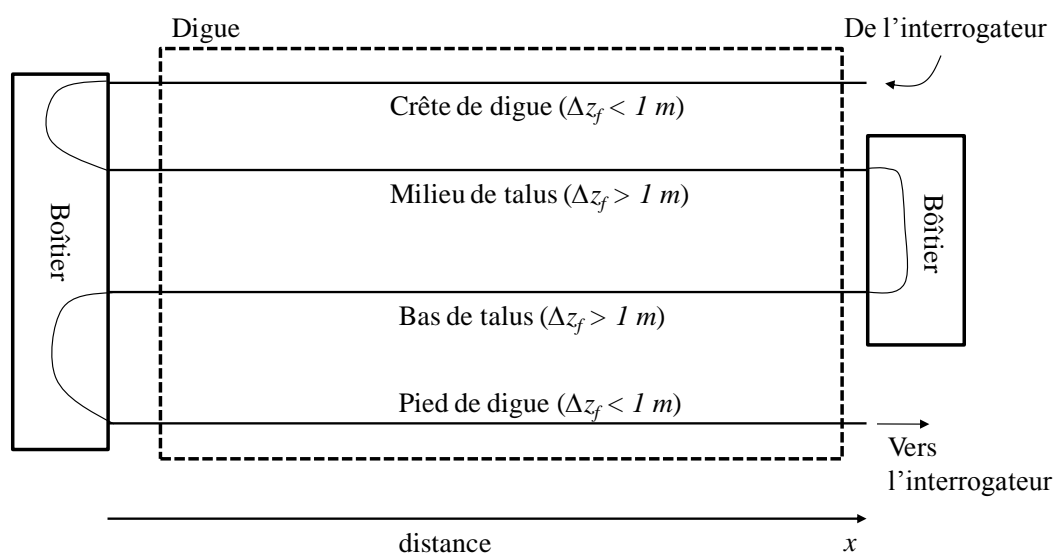 Digue
De l’interrogateur
Crête de digue (Δz_f < 1 m)
Milieu de talus (Δz_f > 1 m)
Boîtier
Bôîtier
Bas de talus (Δz_f > 1 m)
Pied de digue (Δz_f < 1 m)
Vers
l’interrogateur
distance
x